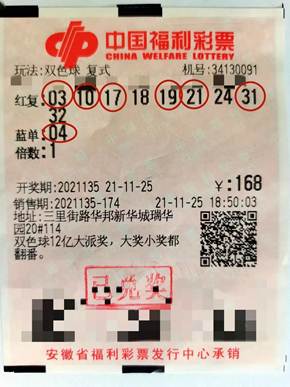 中国福利彩票
CHINA WELFARE LOTTERY
玩法:双色球 复式 机号:34130091
红复:03 10 17 18 19 21 24 31
32
蓝单:04
倍数:1
开奖期:2021135 21-11-25 ¥:168
销售期:2021135-174 21-11-25 18:50:03
地址:三里街路华邦新华城瑞华
园20#114
双色球12亿大派奖,大奖小奖都
翻番。
已兑奖
安徽省福利彩票发行中心承销